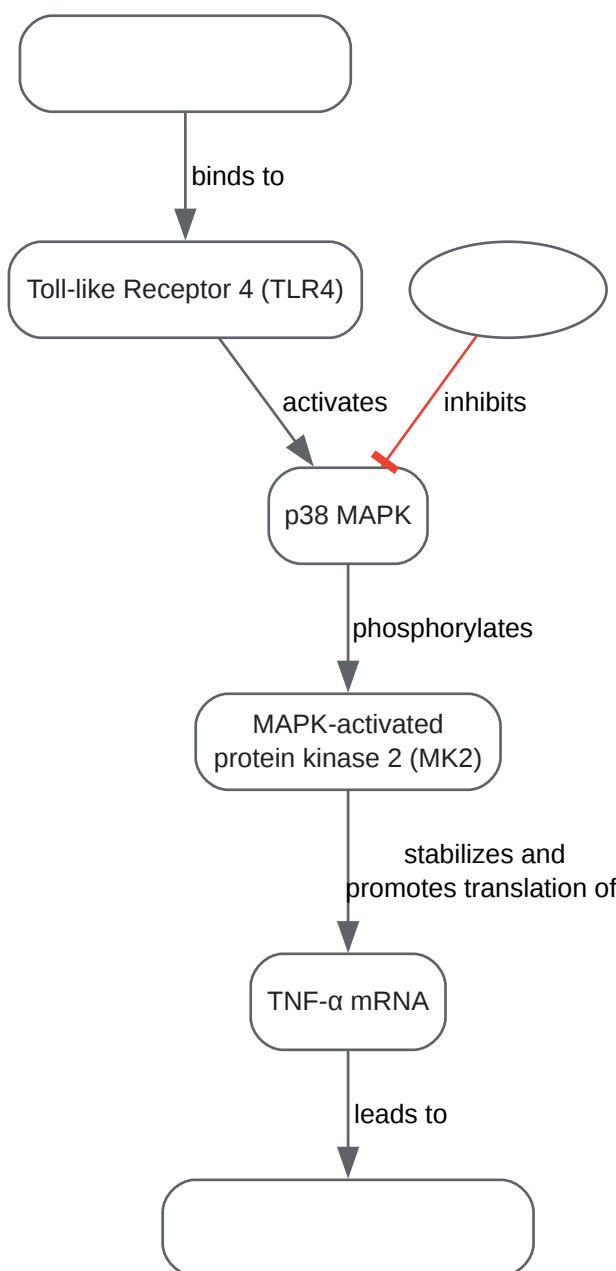 binds to
Toll-like Receptor 4 (TLR4)
activates
inhibits
p38 MAPK
phosphorylates
MAPK-activated
protein kinase 2 (MK2)
stabilizes and
promotes translation of
TNF-α mRNA
leads to